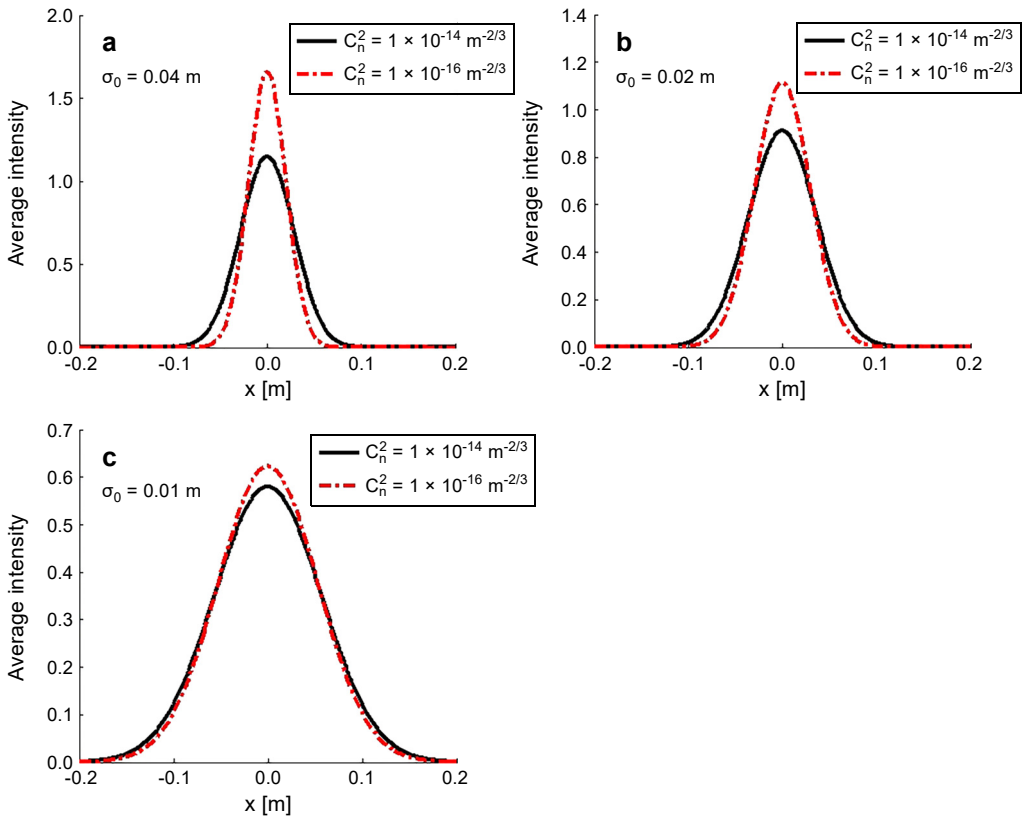 a
σ₀ = 0.04 m
C²ₙ = 1 × 10⁻¹⁴ m⁻²/³
C²ₙ = 1 × 10⁻¹⁶ m⁻²/³
Average intensity
2.0
1.5
1.0
0.5
0.0
-0.2
-0.1
0.0
0.1
0.2
x [m]
b
σ₀ = 0.02 m
C²ₙ = 1 × 10⁻¹⁴ m⁻²/³
C²ₙ = 1 × 10⁻¹⁶ m⁻²/³
Average intensity
1.4
1.2
1.0
0.8
0.6
0.4
0.2
0.0
-0.2
-0.1
0.0
0.1
0.2
x [m]
c
σ₀ = 0.01 m
C²ₙ = 1 × 10⁻¹⁴ m⁻²/³
C²ₙ = 1 × 10⁻¹⁶ m⁻²/³
Average intensity
0.7
0.6
0.5
0.4
0.3
0.2
0.1
0.0
-0.2
-0.1
0.0
0.1
0.2
x [m]